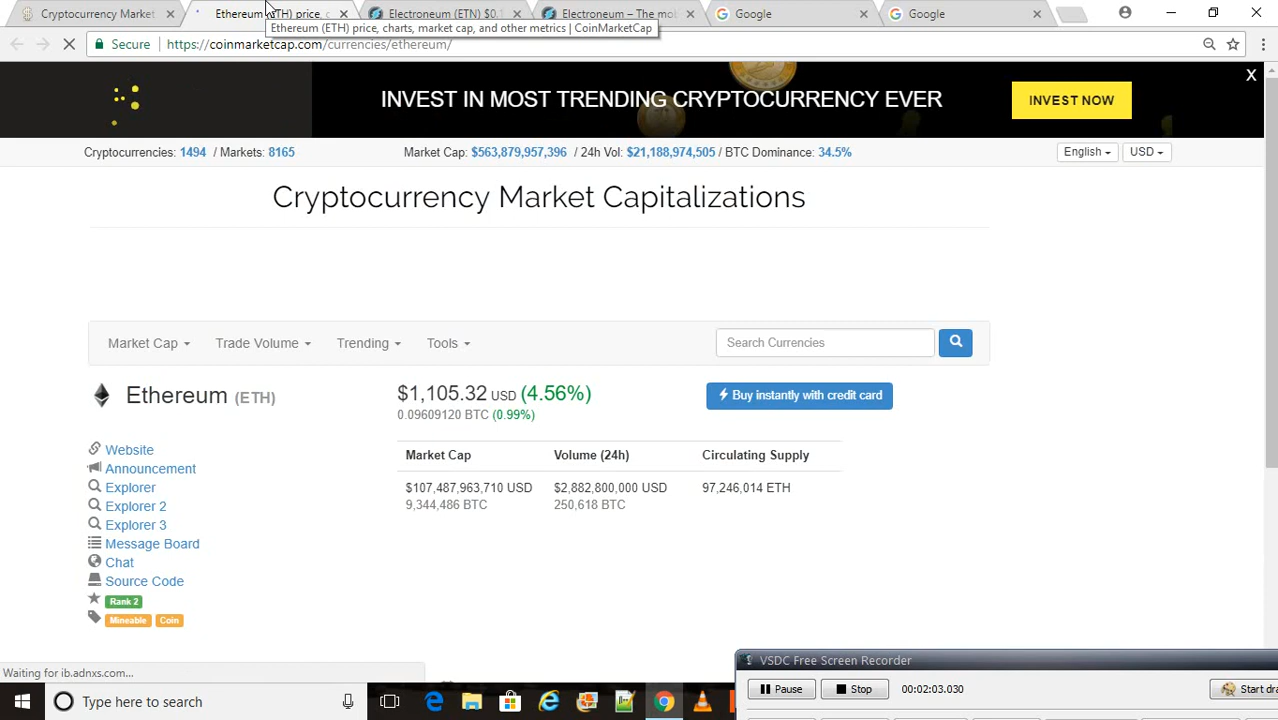 Cryptocurrency Market
Ethereum (ETH) price, c
Electroneum (ETN) $0.1
Electroneum – The mob
Google
Google
Ethereum (ETH) price, charts, market cap, and other metrics | CoinMarketCap
Secure
https://coinmarketcap.com/currencies/ethereum/
INVEST IN MOST TRENDING CRYPTOCURRENCY EVER
INVEST NOW
X
Cryptocurrencies: 1494 / Markets: 8165
Market Cap: $563,879,957,396 / 24h Vol: $21,188,974,505 / BTC Dominance: 34.5%
English
USD
Cryptocurrency Market Capitalizations
Market Cap
Trade Volume
Trending
Tools
Search Currencies
Ethereum (ETH)
$1,105.32 USD (4.56%)
0.09609120 BTC (0.99%)
Buy instantly with credit card
Website
Announcement
Explorer
Explorer 2
Explorer 3
Message Board
Chat
Source Code
Rank 2
Mineable Coin
Market Cap Volume (24h) Circulating Supply
$107,487,963,710 USD $2,882,800,000 USD 97,246,014 ETH
9,344,486 BTC 250,618 BTC
Waiting for ib.adnxs.com...
VSDC Free Screen Recorder
Pause
Stop
00:02:03.030
Start dra
Type here to search